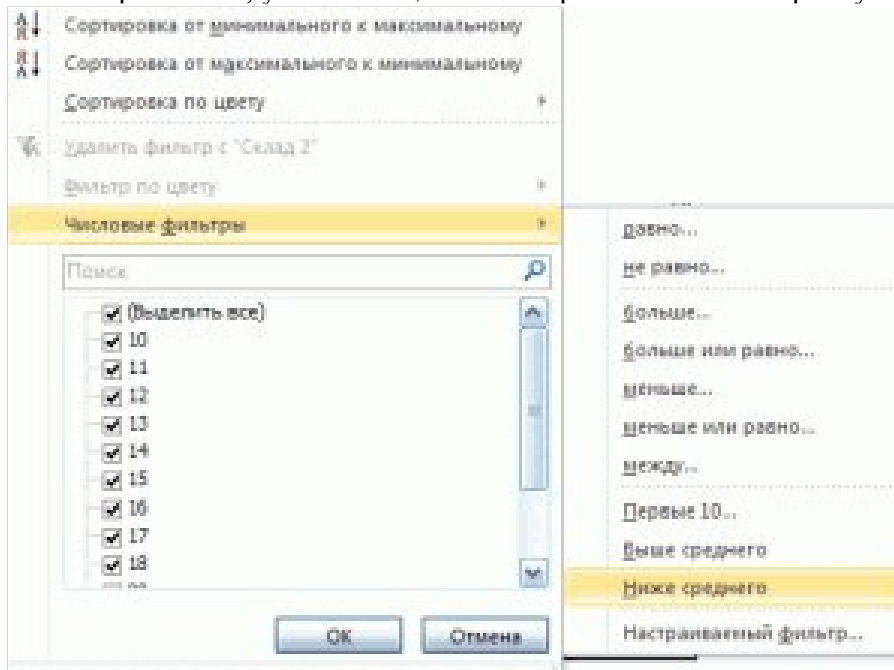 Сортировка от минимального к максимальному
Сортировка от максимального к минимальному
Сортировка по цвету
Удалить фильтр с "Склад 2"
Фильтр по цвету
Числовые фильтры
Поиск
(Выделить все)
10
11
12
13
14
15
16
17
18
ОК
Отмена
равно...
не равно...
больше...
больше или равно...
меньше...
меньше или равно...
между...
Первые 10...
Выше среднего
Ниже среднего
Настраиваемый фильтр...